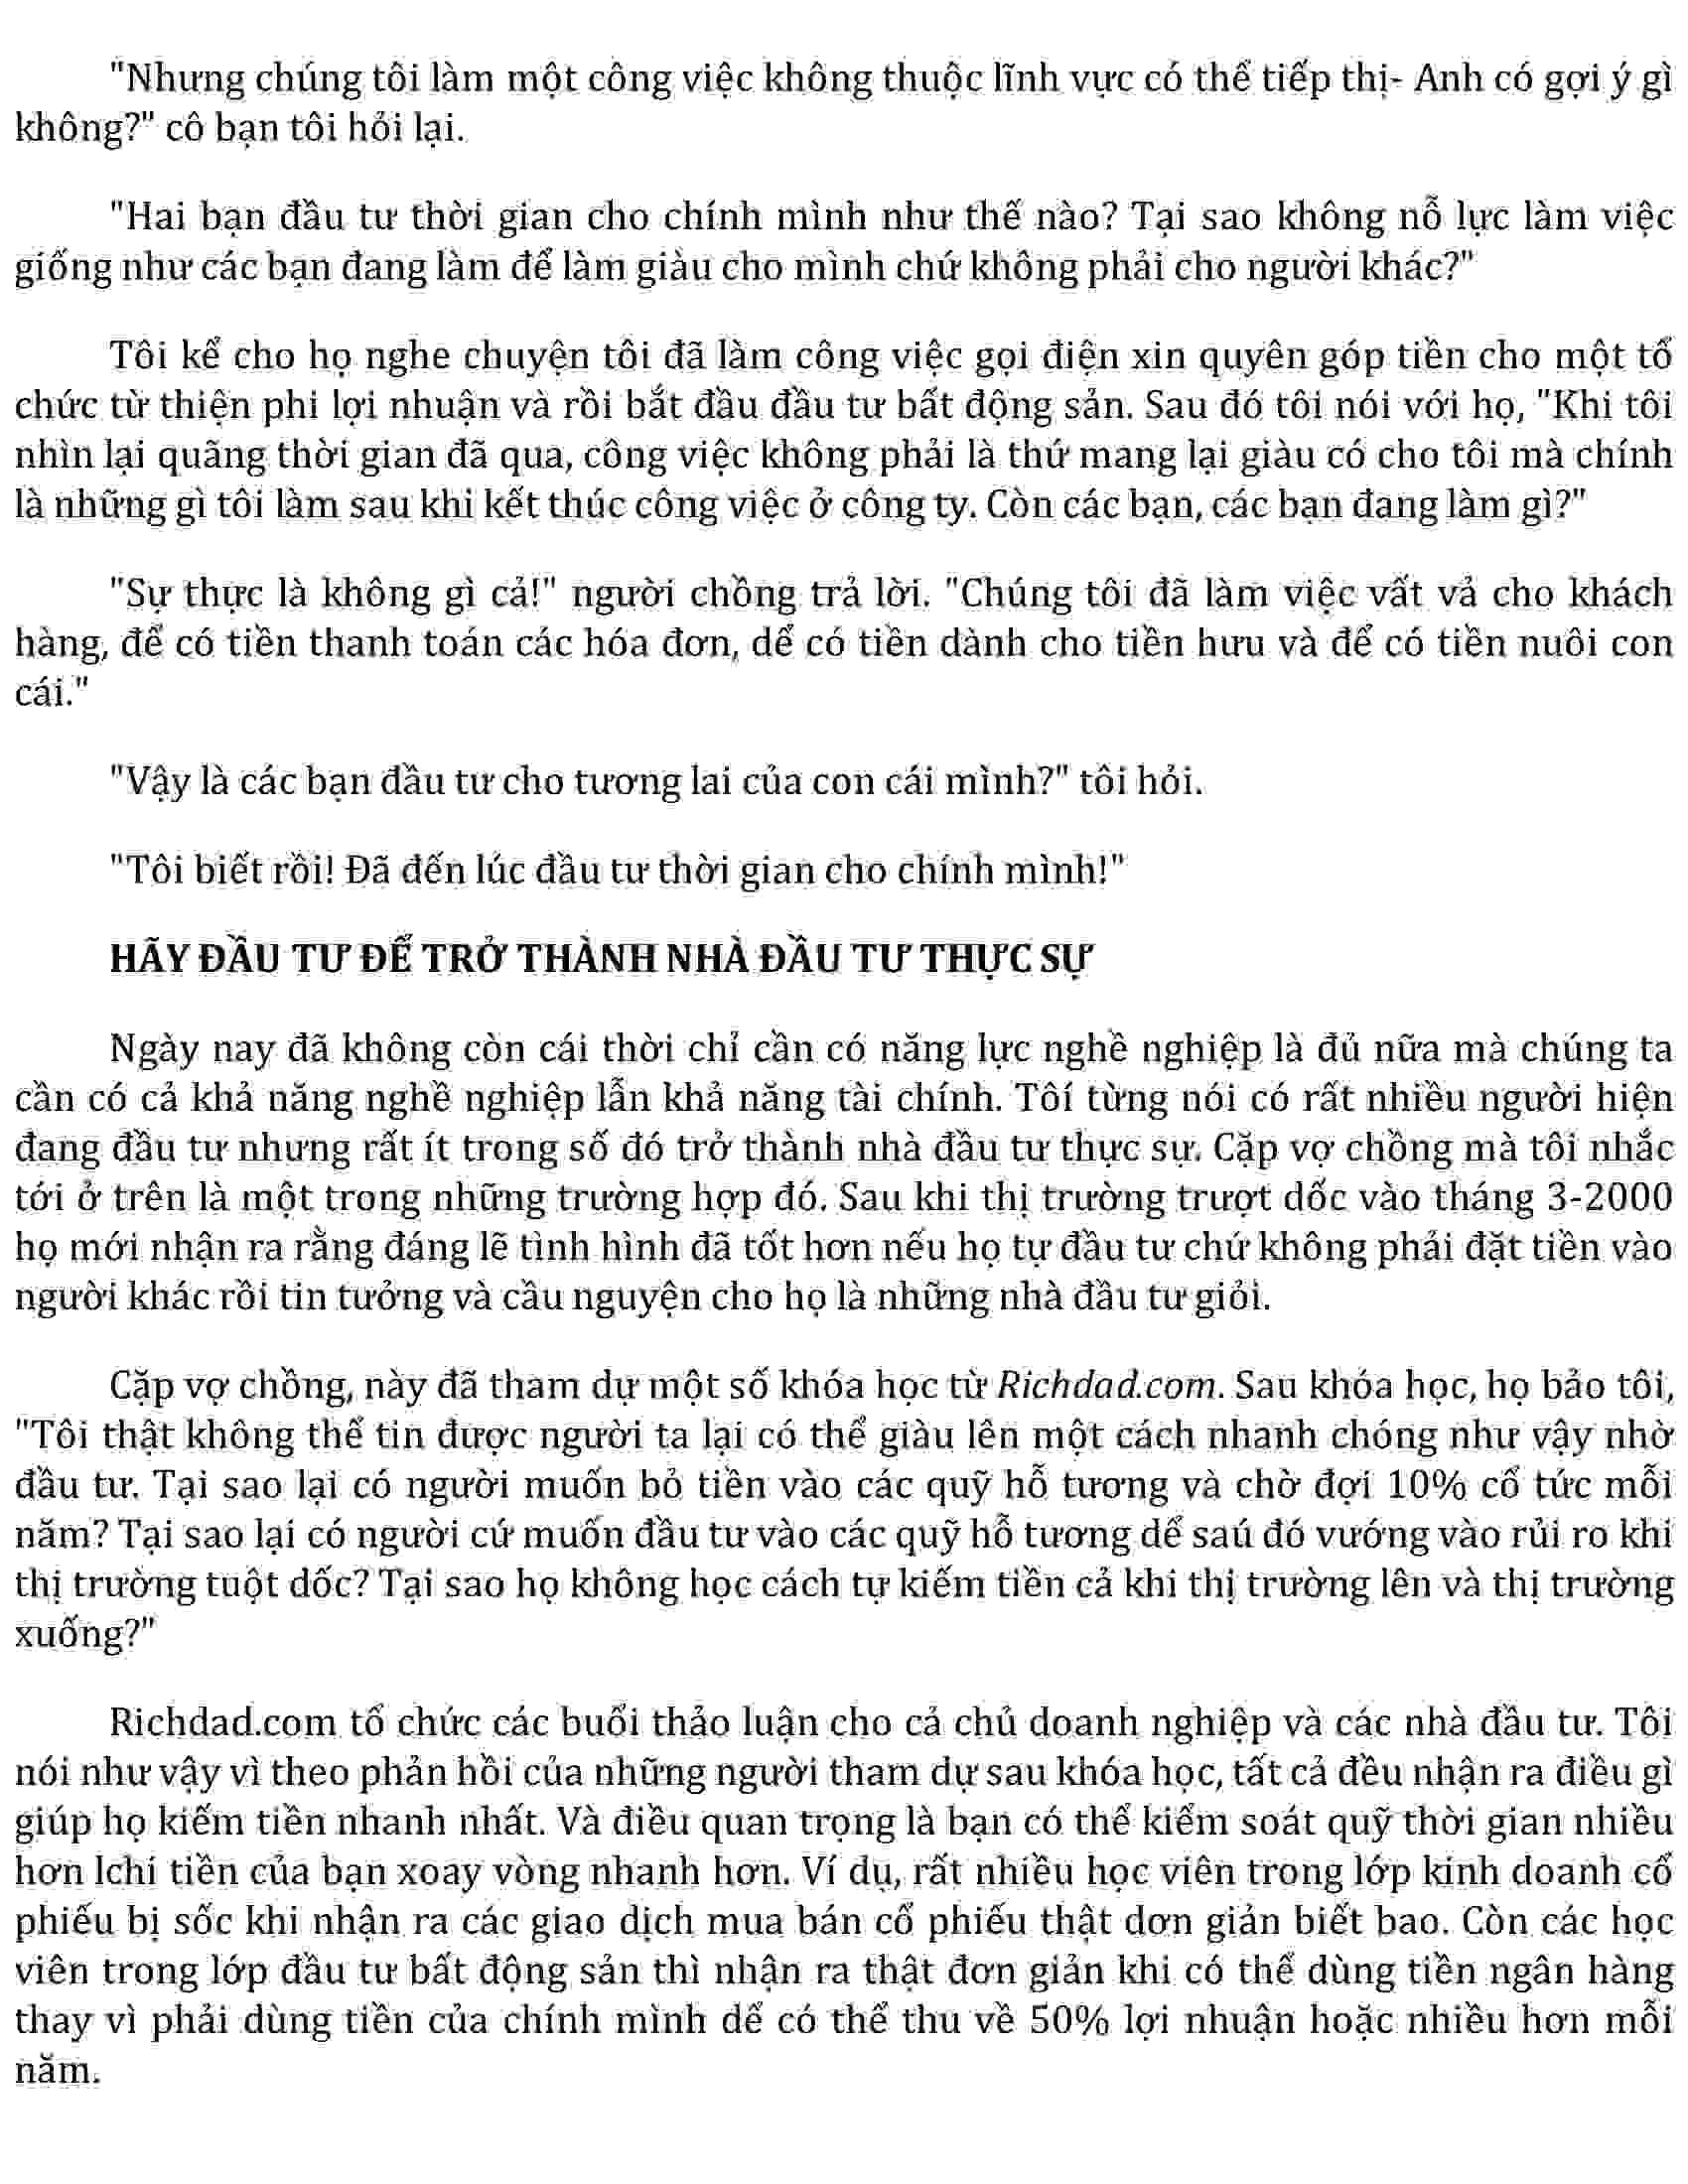 "Nhưng chúng tôi làm một công việc không thuộc lĩnh vực có thể tiếp thị- Anh có gợi ý gì
không?" cô bạn tôi hỏi lại.
"Hai bạn đầu tư thời gian cho chính mình như thế nào? Tại sao không nỗ lực làm việc
giống như các bạn đang làm để làm giàu cho mình chứ không phải cho người khác?"
Tôi kể cho họ nghe chuyện tôi đã làm công việc gọi điện xin quyên góp tiền cho một tổ
chức từ thiện phi lợi nhuận và rồi bắt đầu đầu tư bất động sản. Sau đó tôi nói với họ, "Khi tôi
nhìn lại quãng thời gian đã qua, công việc không phải là thứ mang lại giàu có cho tôi mà chính
là những gì tôi làm sau khi kết thúc công việc ở công ty. Còn các bạn, các bạn đang làm gì?"
"Sự thực là không gì cả!" người chồng trả lời. "Chúng tôi đã làm việc vất vả cho khách
hàng, để có tiền thanh toán các hóa đơn, dể có tiền dành cho tiền hưu và để có tiền nuôi con
cái."
"Vậy là các bạn đầu tư cho tương lai của con cái mình?" tôi hỏi.
"Tôi biết rồi! Đã đến lúc đầu tư thời gian cho chính mình!"
HÃY ĐẦU TƯ ĐỂ TRỞ THÀNH NHÀ ĐẦU TƯ THỰC SỰ
Ngày nay đã không còn cái thời chỉ cần có năng lực nghề nghiệp là đủ nữa mà chúng ta
cần có cả khả năng nghề nghiệp lẫn khả năng tài chính. Tôí từng nói có rất nhiều người hiện
đang đầu tư nhưng rất ít trong số đó trở thành nhà đầu tư thực sự. Cặp vợ chồng mà tôi nhắc
tới ở trên là một trong những trường hợp đó. Sau khi thị trường trượt dốc vào tháng 3-2000
họ mới nhận ra rằng đáng lẽ tình hình đã tốt hơn nếu họ tự đầu tư chứ không phải đặt tiền vào
người khác rồi tin tưởng và cầu nguyện cho họ là những nhà đầu tư giỏi.
Cặp vợ chồng, này đã tham dự một số khóa học từ Richdad.com. Sau khóa học, họ bảo tôi,
"Tôi thật không thể tin được người ta lại có thể giàu lên một cách nhanh chóng như vậy nhờ
đầu tư. Tại sao lại có người muốn bỏ tiền vào các quỹ hỗ tương và chờ đợi 10% cổ tức mỗi
năm? Tại sao lại có người cứ muốn đầu tư vào các quỹ hỗ tương dể saú đó vướng vào rủi ro khi
thị trường tuột dốc? Tại sao họ không học cách tự kiếm tiền cả khi thị trường lên và thị trường
xuống?"
Richdad.com tổ chức các buổi thảo luận cho cả chủ doanh nghiệp và các nhà đầu tư. Tôi
nói như vậy vì theo phản hồi của những người tham dự sau khóa học, tất cả đều nhận ra điều gì
giúp họ kiếm tiền nhanh nhất. Và điều quan trọng là bạn có thể kiểm soát quỹ thời gian nhiều
hơn lchi tiền của bạn xoay vòng nhanh hơn. Ví dụ, rất nhiều học viên trong lớp kinh doanh cổ
phiếu bị sốc khi nhận ra các giao dịch mua bán cổ phiếu thật dơn giản biết bao. Còn các học
viên trong lớp đầu tư bất động sản thì nhận ra thật đơn giản khi có thể dùng tiền ngân hàng
thay vì phải dùng tiền của chính mình dể có thể thu về 50% lợi nhuận hoặc nhiều hơn mỗi
năm.